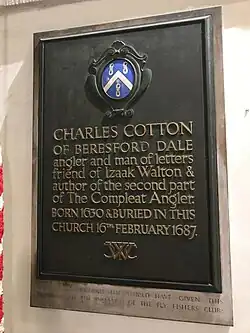 CHARLES COTTON
OF BERESFORD DALE
angler and man of letters
friend of Izaak Walton &
author of the second part
of The Compleat Angler:
BORN 1630 & BURIED IN THIS
CHURCH 16TH FEBRUARY 1687.
HAVE GIVEN THIS
OF THE FLY FISHERS CLUB